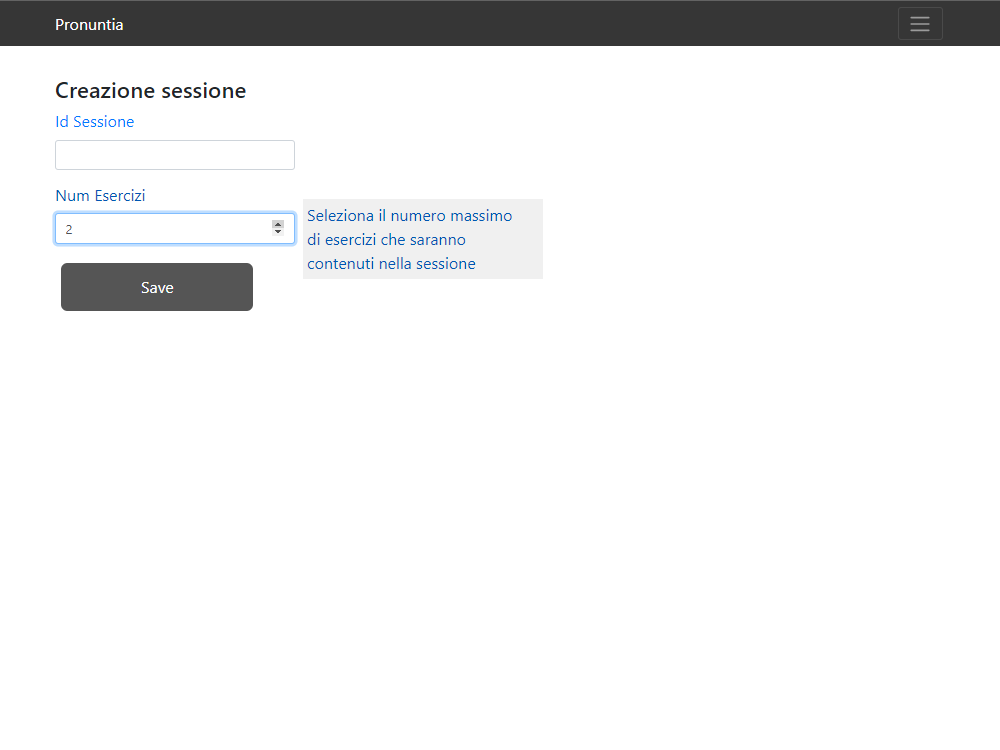 Pronuntia
Creazione sessione
Id Sessione
Num Esercizi
2
Seleziona il numero massimo
di esercizi che saranno
contenuti nella sessione
Save